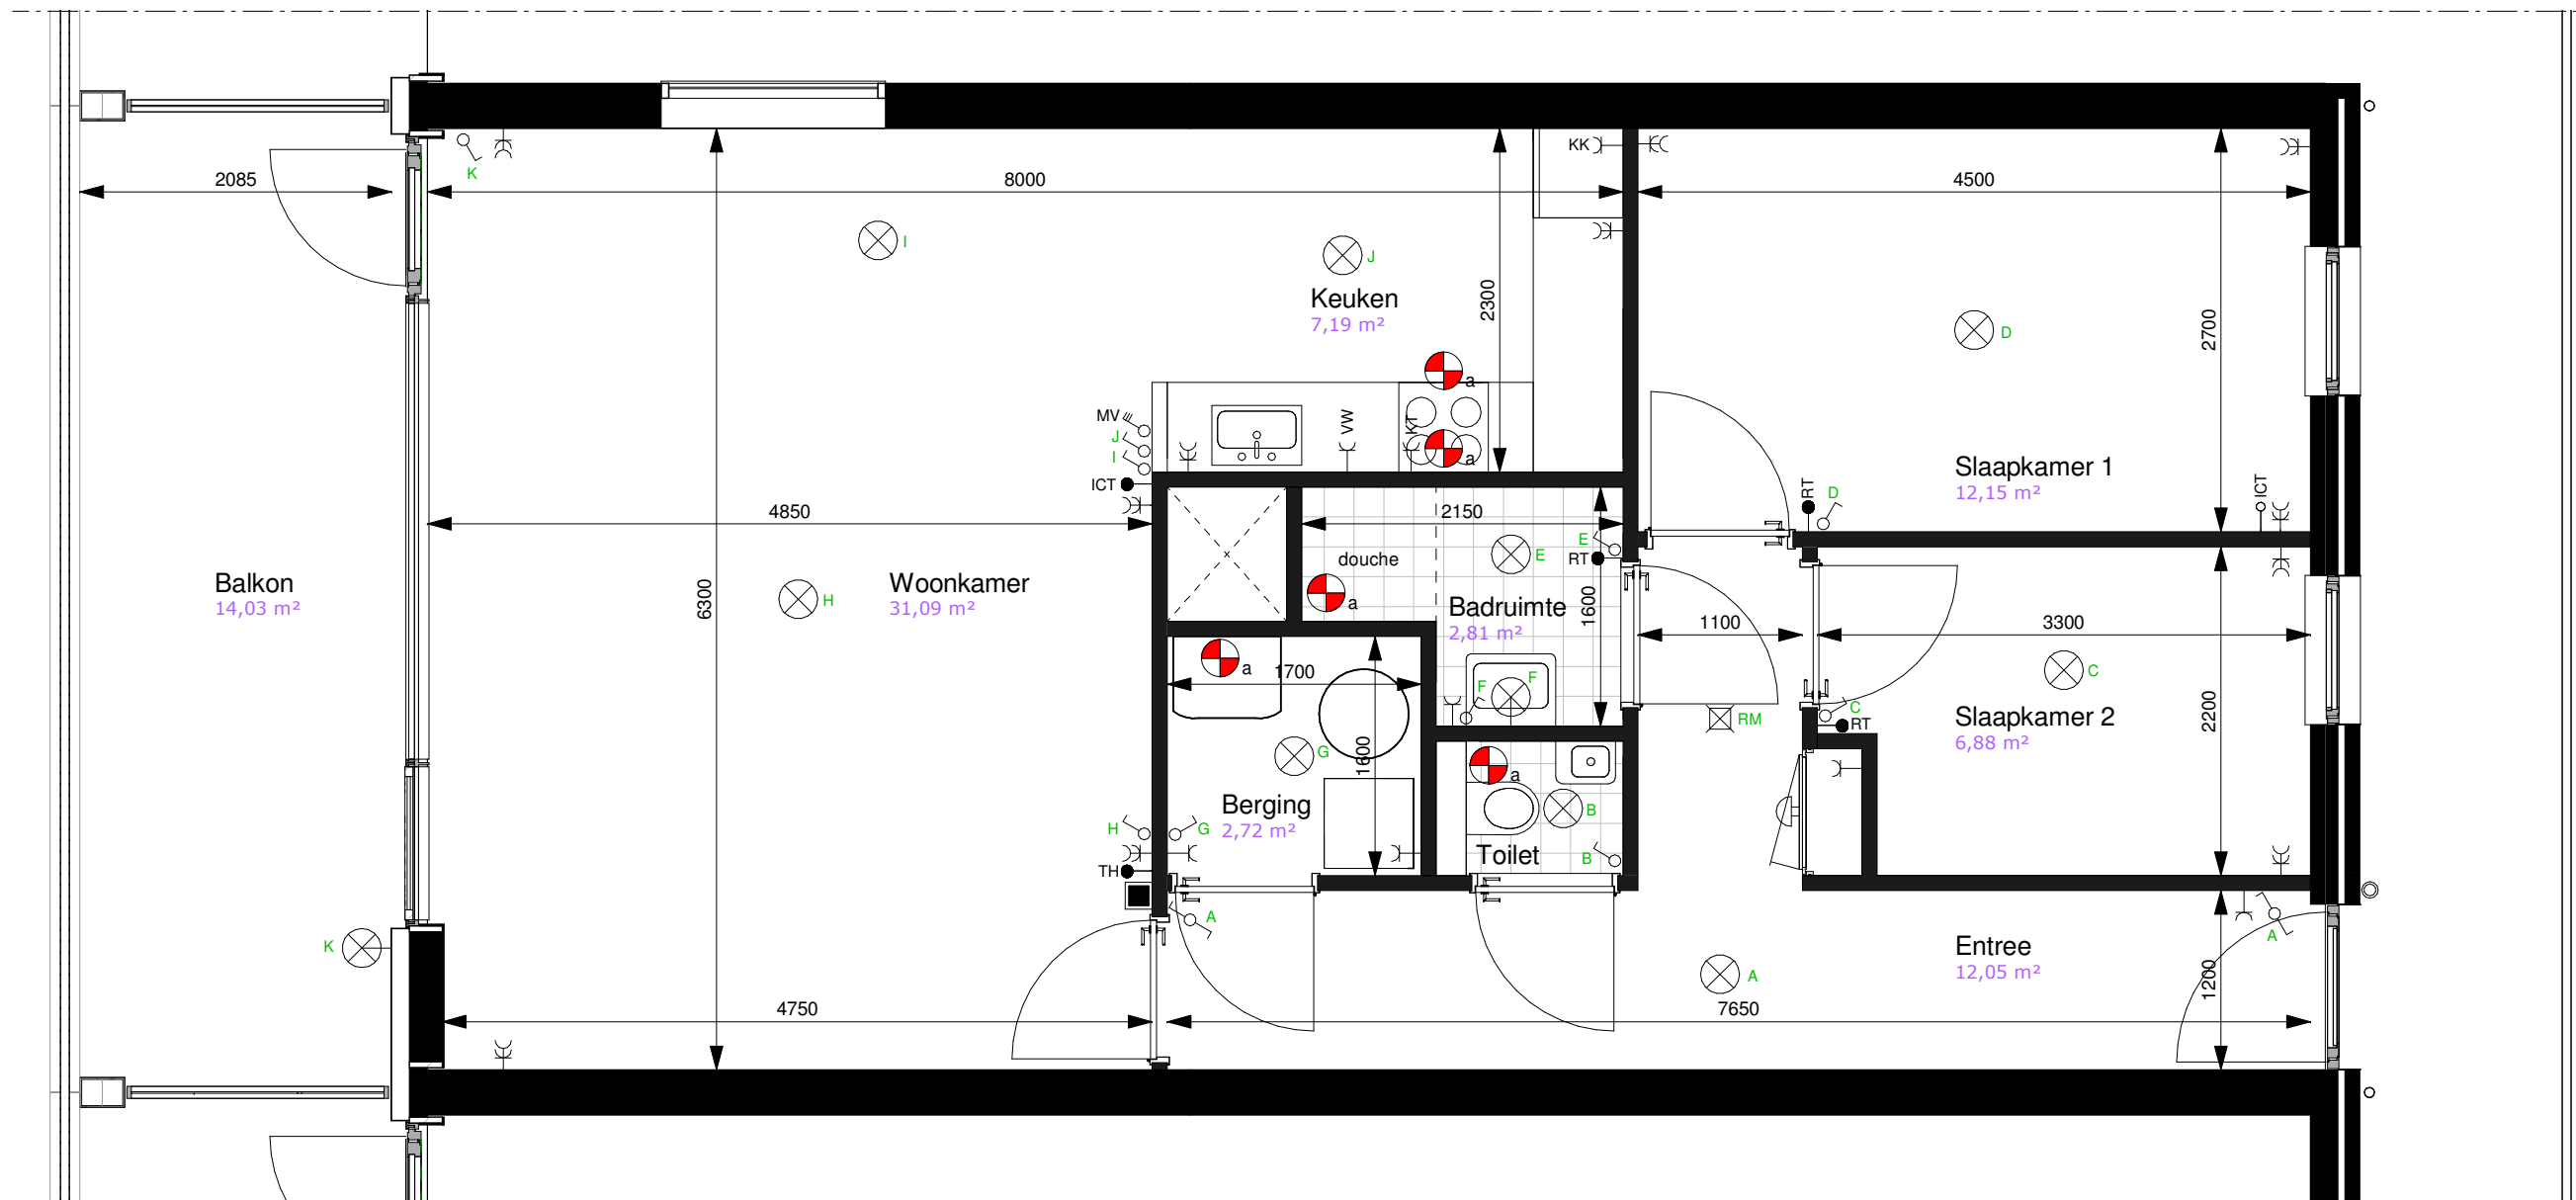 KK
K
2085
8000
4500
I
J
Keuken
7,19 m²
2300
D
2700
a
MV
J
I
VW
KT
a
ICT
Slaapkamer 1
12,15 m²
RT
D
ICT
4850
2150
E
E
RT
douche
Balkon
14,03 m²
Woonkamer
31,09 m²
H
6300
a
Badruimte
2,81 m²
1600
1100
3300
a
1700
F
F
C
C
RT
Slaapkamer 2
6,88 m²
2200
RM
G
1600
a
Berging
2,72 m²
B
H
G
Toilet
B
TH
A
A
K
Entree
12,05 m²
A
1200
4750
7650